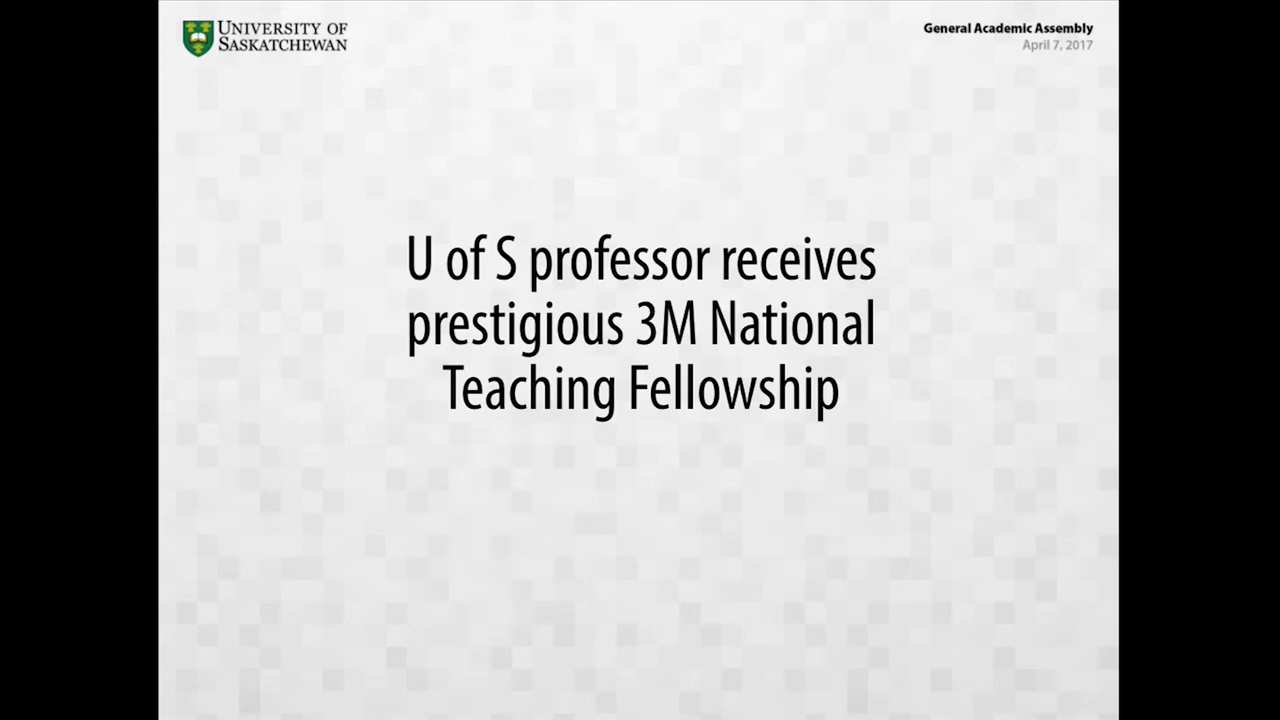 UNIVERSITY OF
SASKATCHEWAN
General Academic Assembly
April 7, 2017
U of S professor receives
prestigious 3M National
Teaching Fellowship